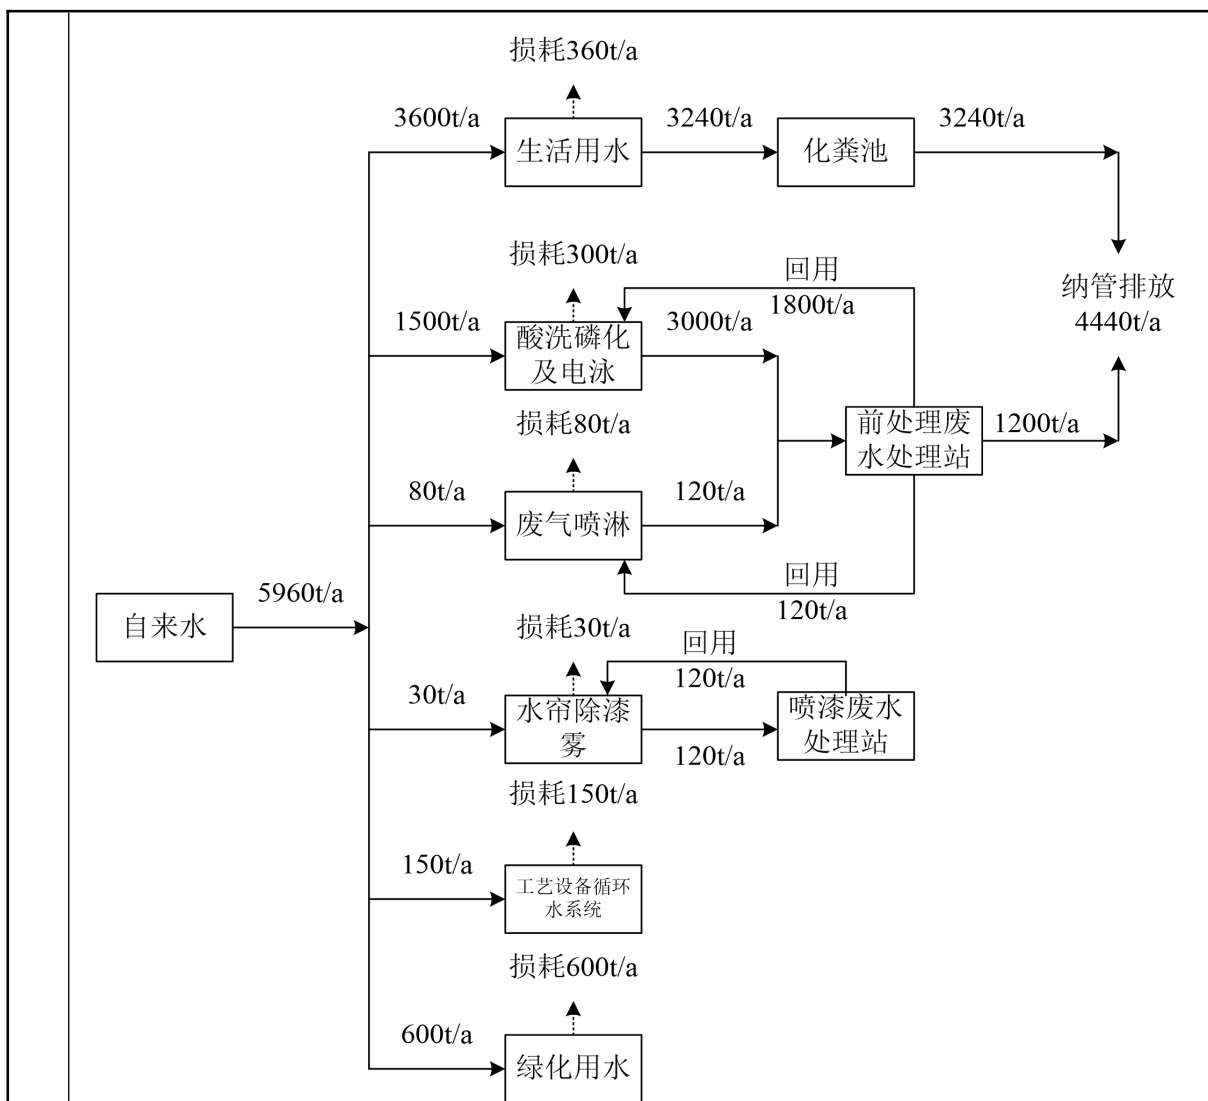 损耗360t/a
3600t/a
生活用水
3240t/a
化粪池
3240t/a
损耗300t/a
回用
1800t/a
纳管排放
4440t/a
1500t/a
酸洗磷化
及电泳
3000t/a
损耗80t/a
前处理废
水处理站
1200t/a
80t/a
废气喷淋
120t/a
回用
120t/a
5960t/a
自来水
损耗30t/a
回用
120t/a
30t/a
水帘除漆
雾
120t/a
喷漆废水
处理站
损耗150t/a
150t/a
工艺设备循环
水系统
损耗600t/a
600t/a
绿化用水